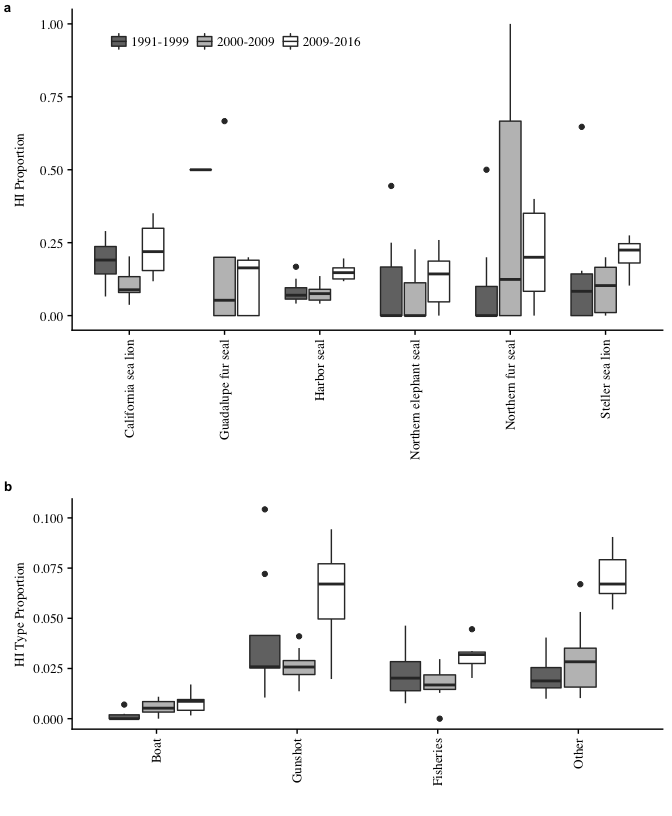 a
HI Proportion
1.00
0.75
0.50
0.25
0.00
1991-1999 2000-2009 2009-2016
California sea lion
Guadalupe fur seal
Harbor seal
Northern elephant seal
Northern fur seal
Steller sea lion
b
HI Type Proportion
0.100
0.075
0.050
0.025
0.000
Boat
Gunshot
Fisheries
Other